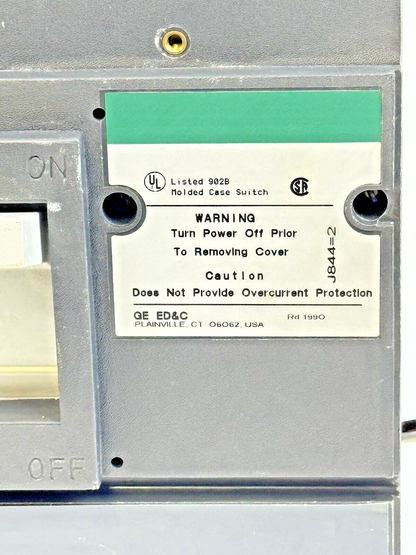 ON
UL Listed 902B
Molded Case Switch
SA
WARNING
Turn Power Off Prior
To Removing Cover
J844=2
Caution
Does Not Provide Overcurrent Protection
GE ED&C Rd 1990
PLAINVILLE, CT 06062, USA
OFF